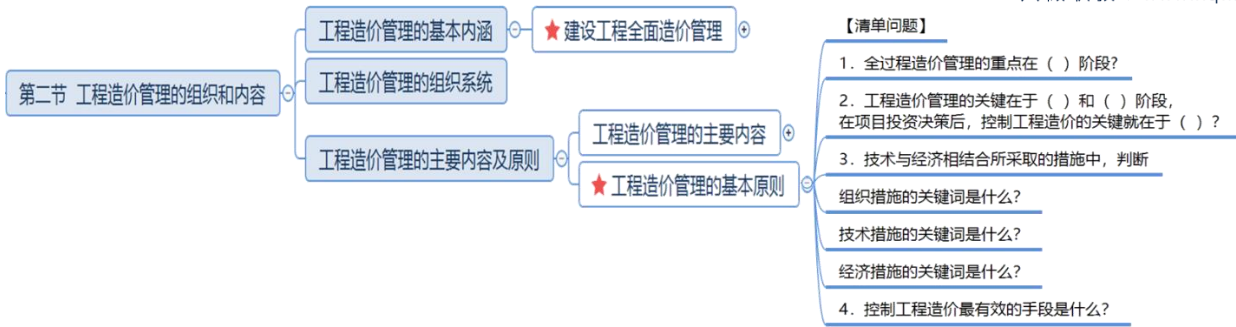 第二节 工程造价管理的组织和内容
工程造价管理的基本内涵
建设工程全面造价管理
工程造价管理的组织系统
工程造价管理的主要内容及原则
工程造价管理的主要内容
工程造价管理的基本原则
【清单问题】
1. 全过程造价管理的重点在（ ）阶段?
2. 工程造价管理的关键在于（ ）和（ ）阶段，
在项目投资决策后，控制工程造价的关键就在于（ ）?
3. 技术与经济相结合所采取的措施中，判断
组织措施的关键词是什么?
技术措施的关键词是什么?
经济措施的关键词是什么?
4. 控制工程造价最有效的手段是什么?